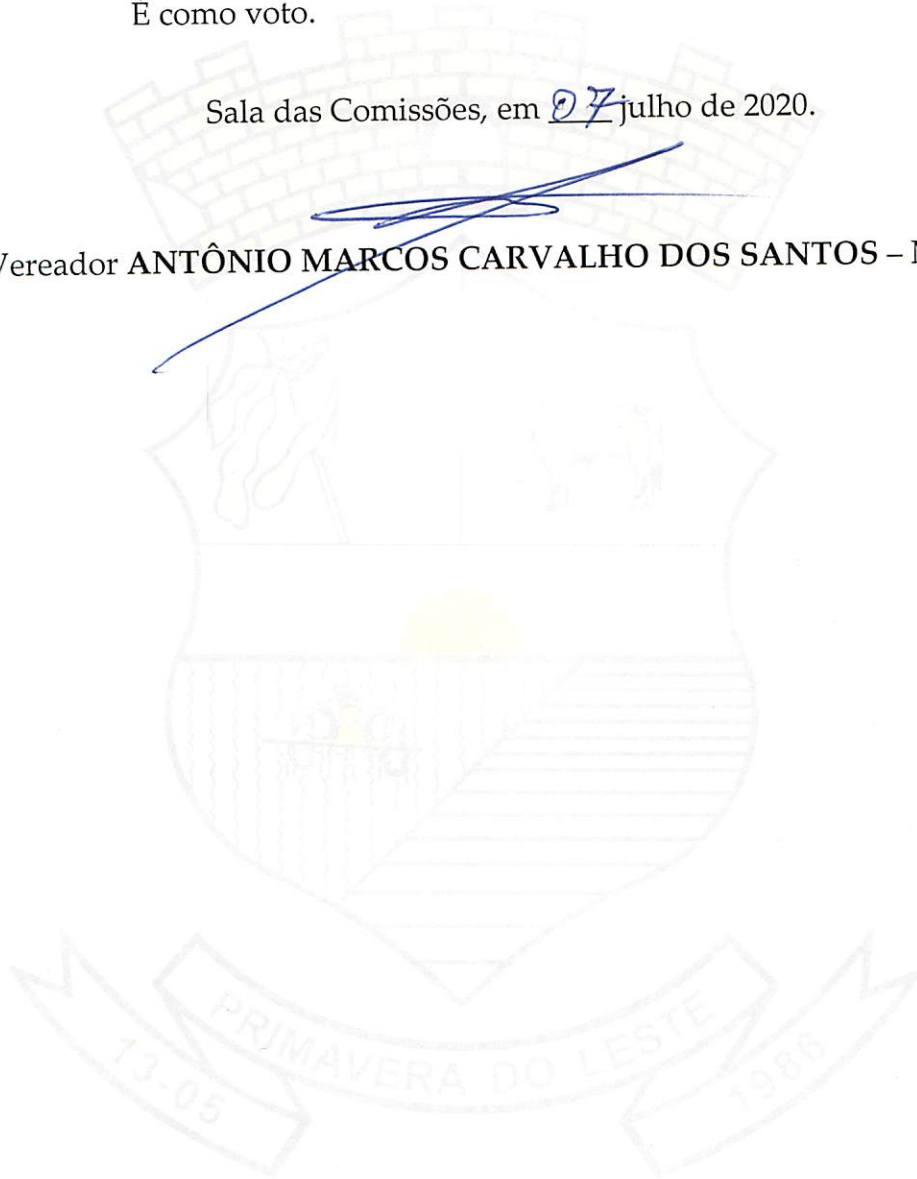 É como voto.
Sala das Comissões, em 07 julho de 2020.
Vereador ANTÔNIO MARCOS CARVALHO DOS SANTOS –
PRIMAVERA DO LESTE
13-05
1986